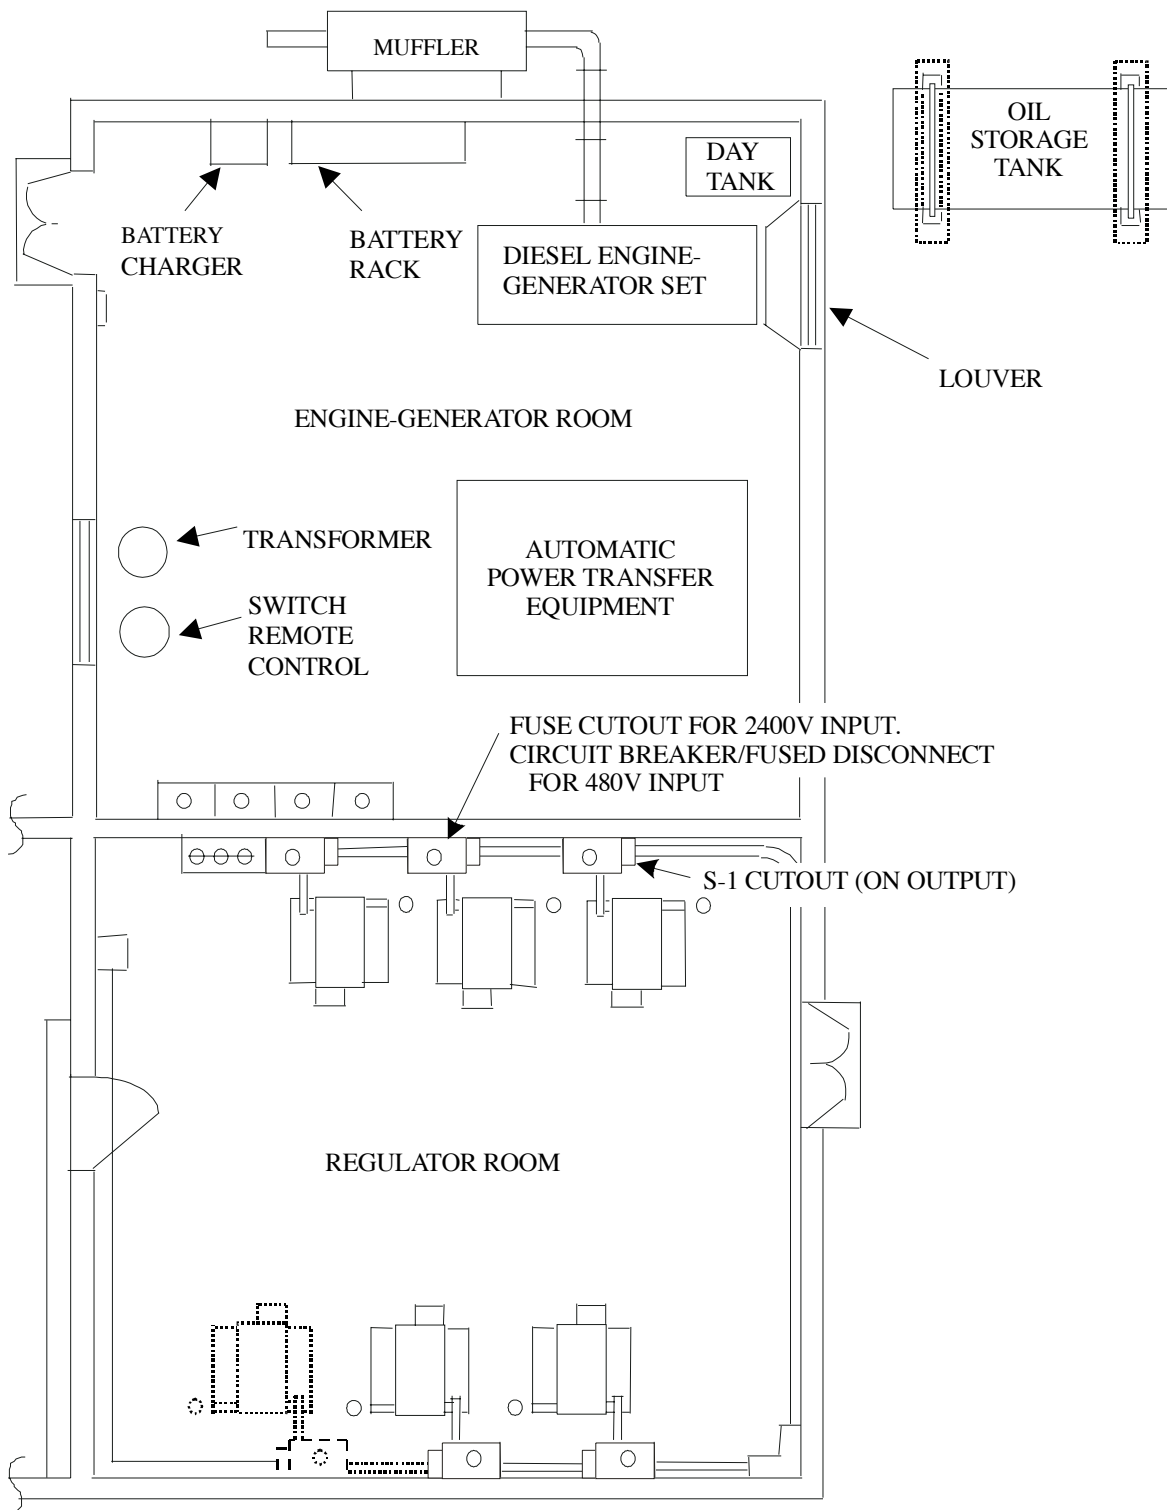 MUFFLER
OIL
STORAGE
TANK
DAY
TANK
BATTERY
CHARGER
BATTERY
RACK
DIESEL ENGINE-
GENERATOR SET
LOUVER
ENGINE-GENERATOR ROOM
TRANSFORMER
AUTOMATIC
POWER TRANSFER
EQUIPMENT
SWITCH
REMOTE
CONTROL
FUSE CUTOUT FOR 2400V INPUT.
CIRCUIT BREAKER/FUSED DISCONNECT
FOR 480V INPUT
S-1 CUTOUT (ON OUTPUT)
REGULATOR ROOM